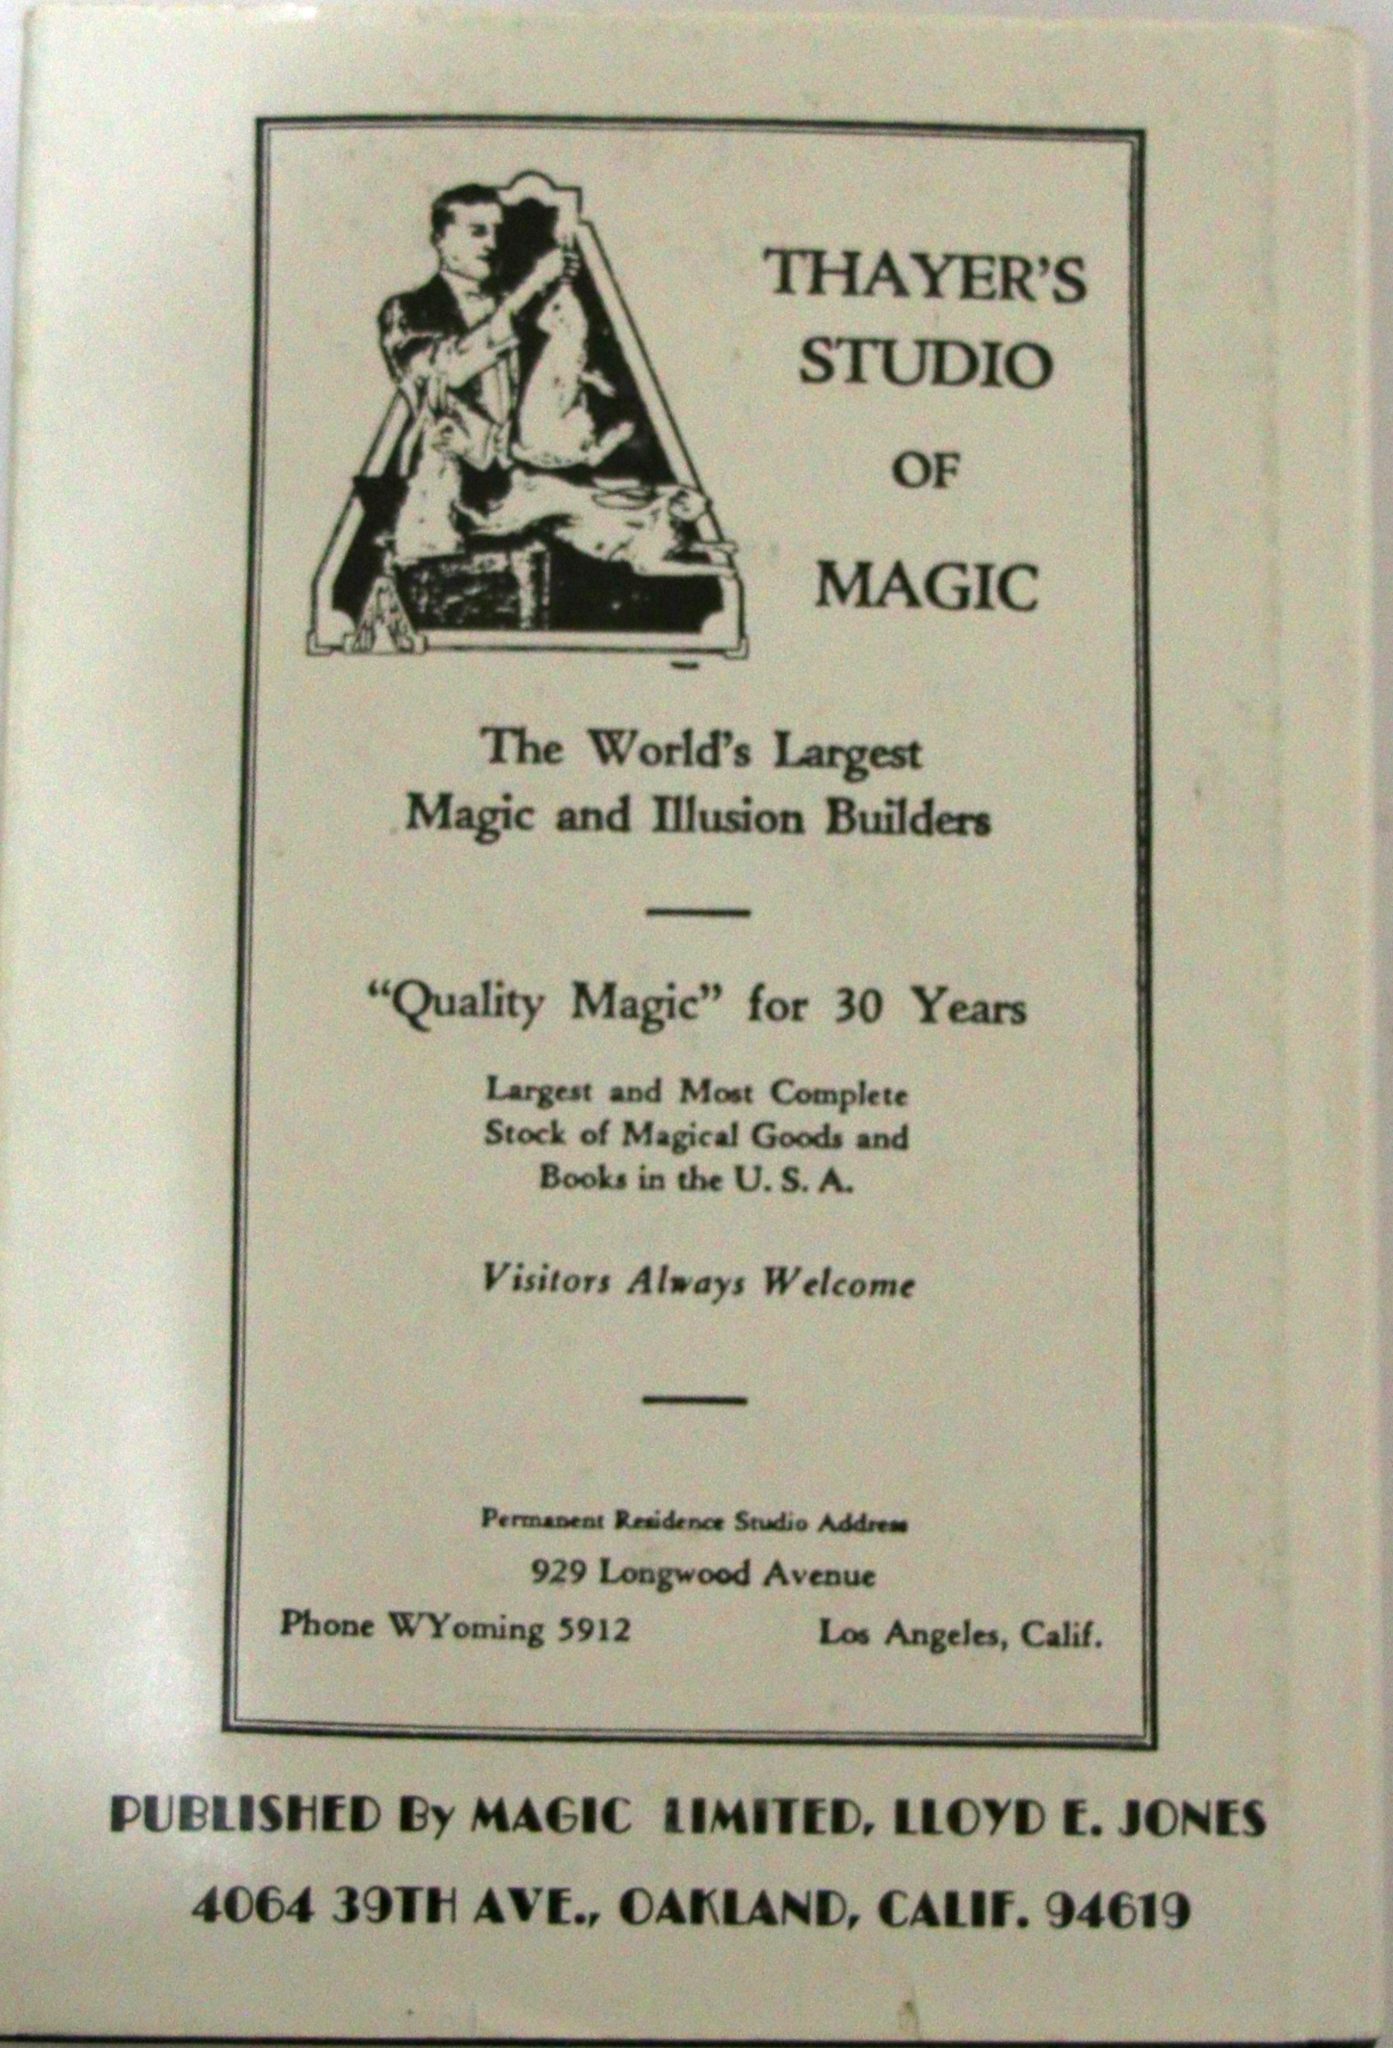 THAYER'S
STUDIO
OF
MAGIC
The World's Largest
Magic and Illusion Builders
"Quality Magic" for 30 Years
Largest and Most Complete
Stock of Magical Goods and
Books in the U. S. A.
Visitors Always Welcome
Permanent Residence Studio Address
929 Longwood Avenue
Phone WYoming 5912 Los Angeles, Calif.
PUBLISHED By MAGIC LIMITED, LLOYD E. JONES
4064 39TH AVE., OAKLAND, CALIF. 94619